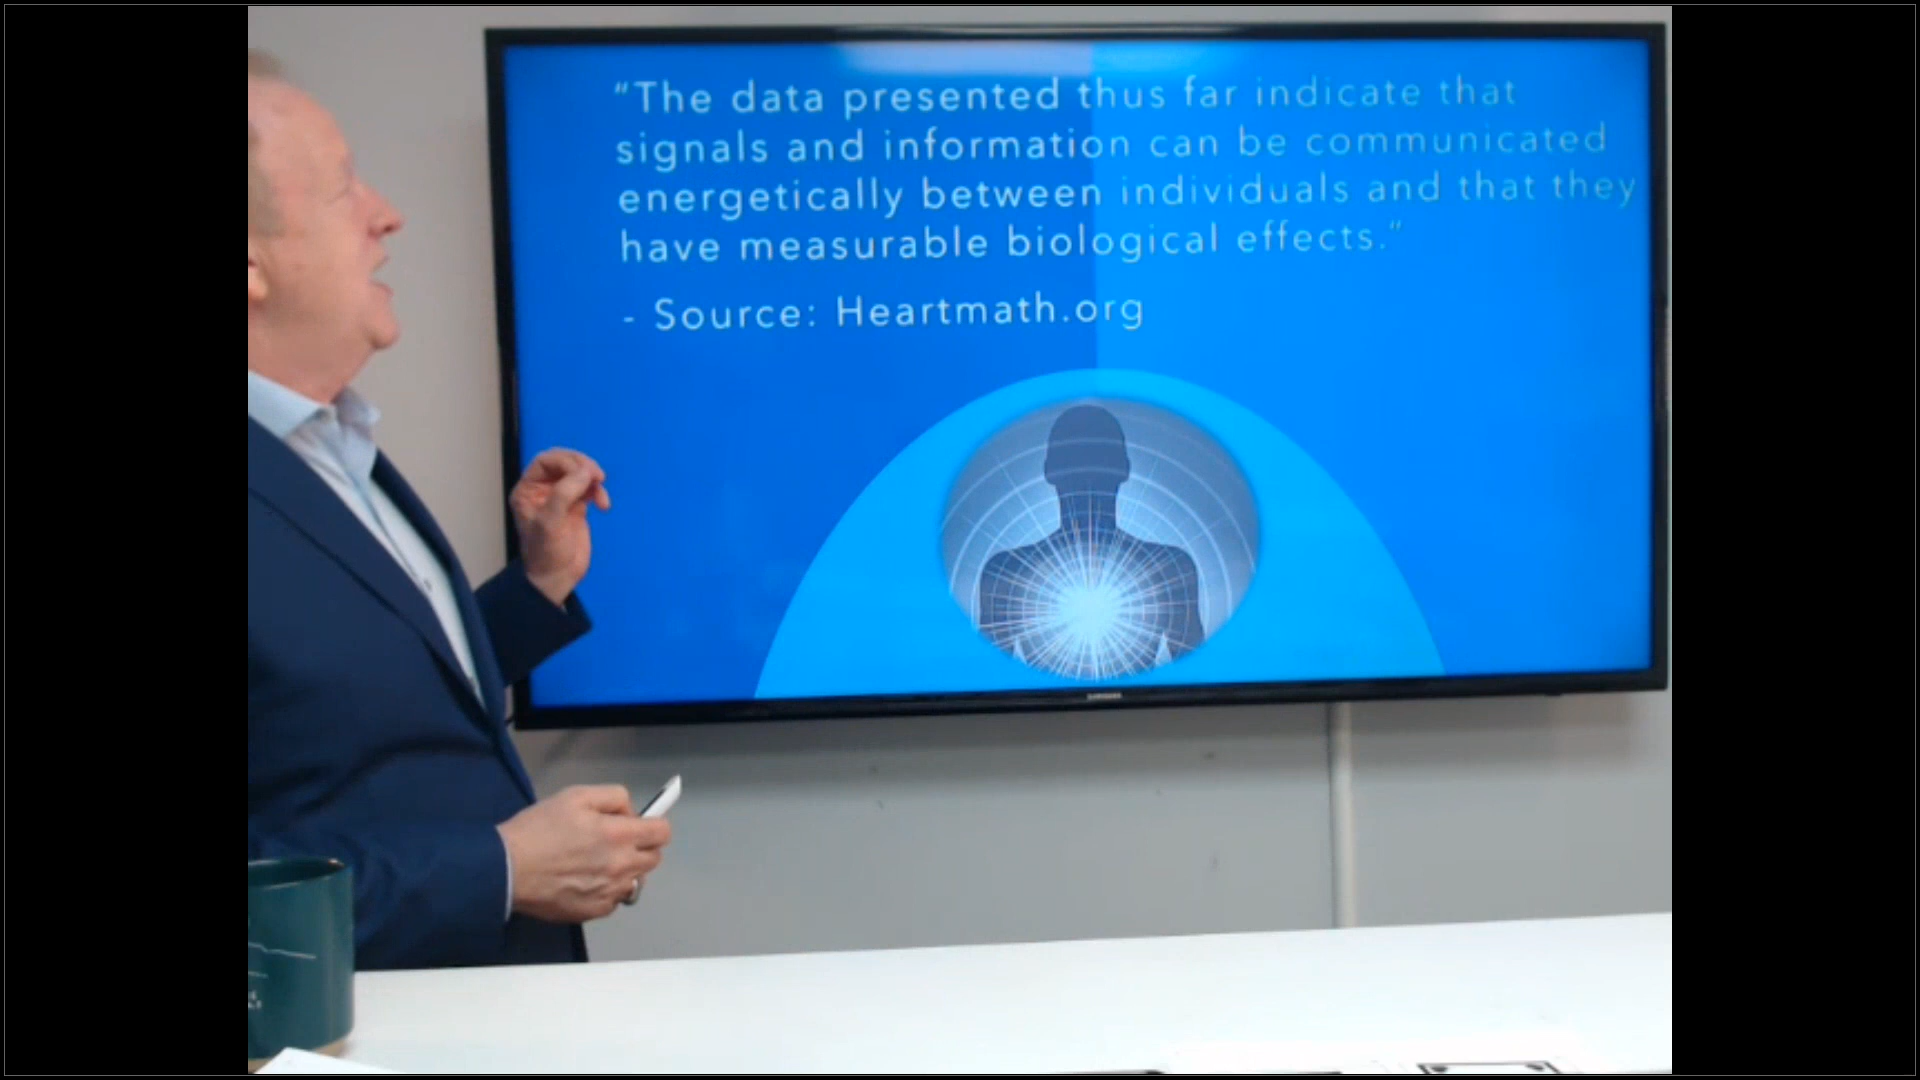 “The data presented thus far indicate that
signals and information can be communicated
energetically between individuals and that they
have measurable biological effects.”
- Source: Heartmath.org
SAMSUNG